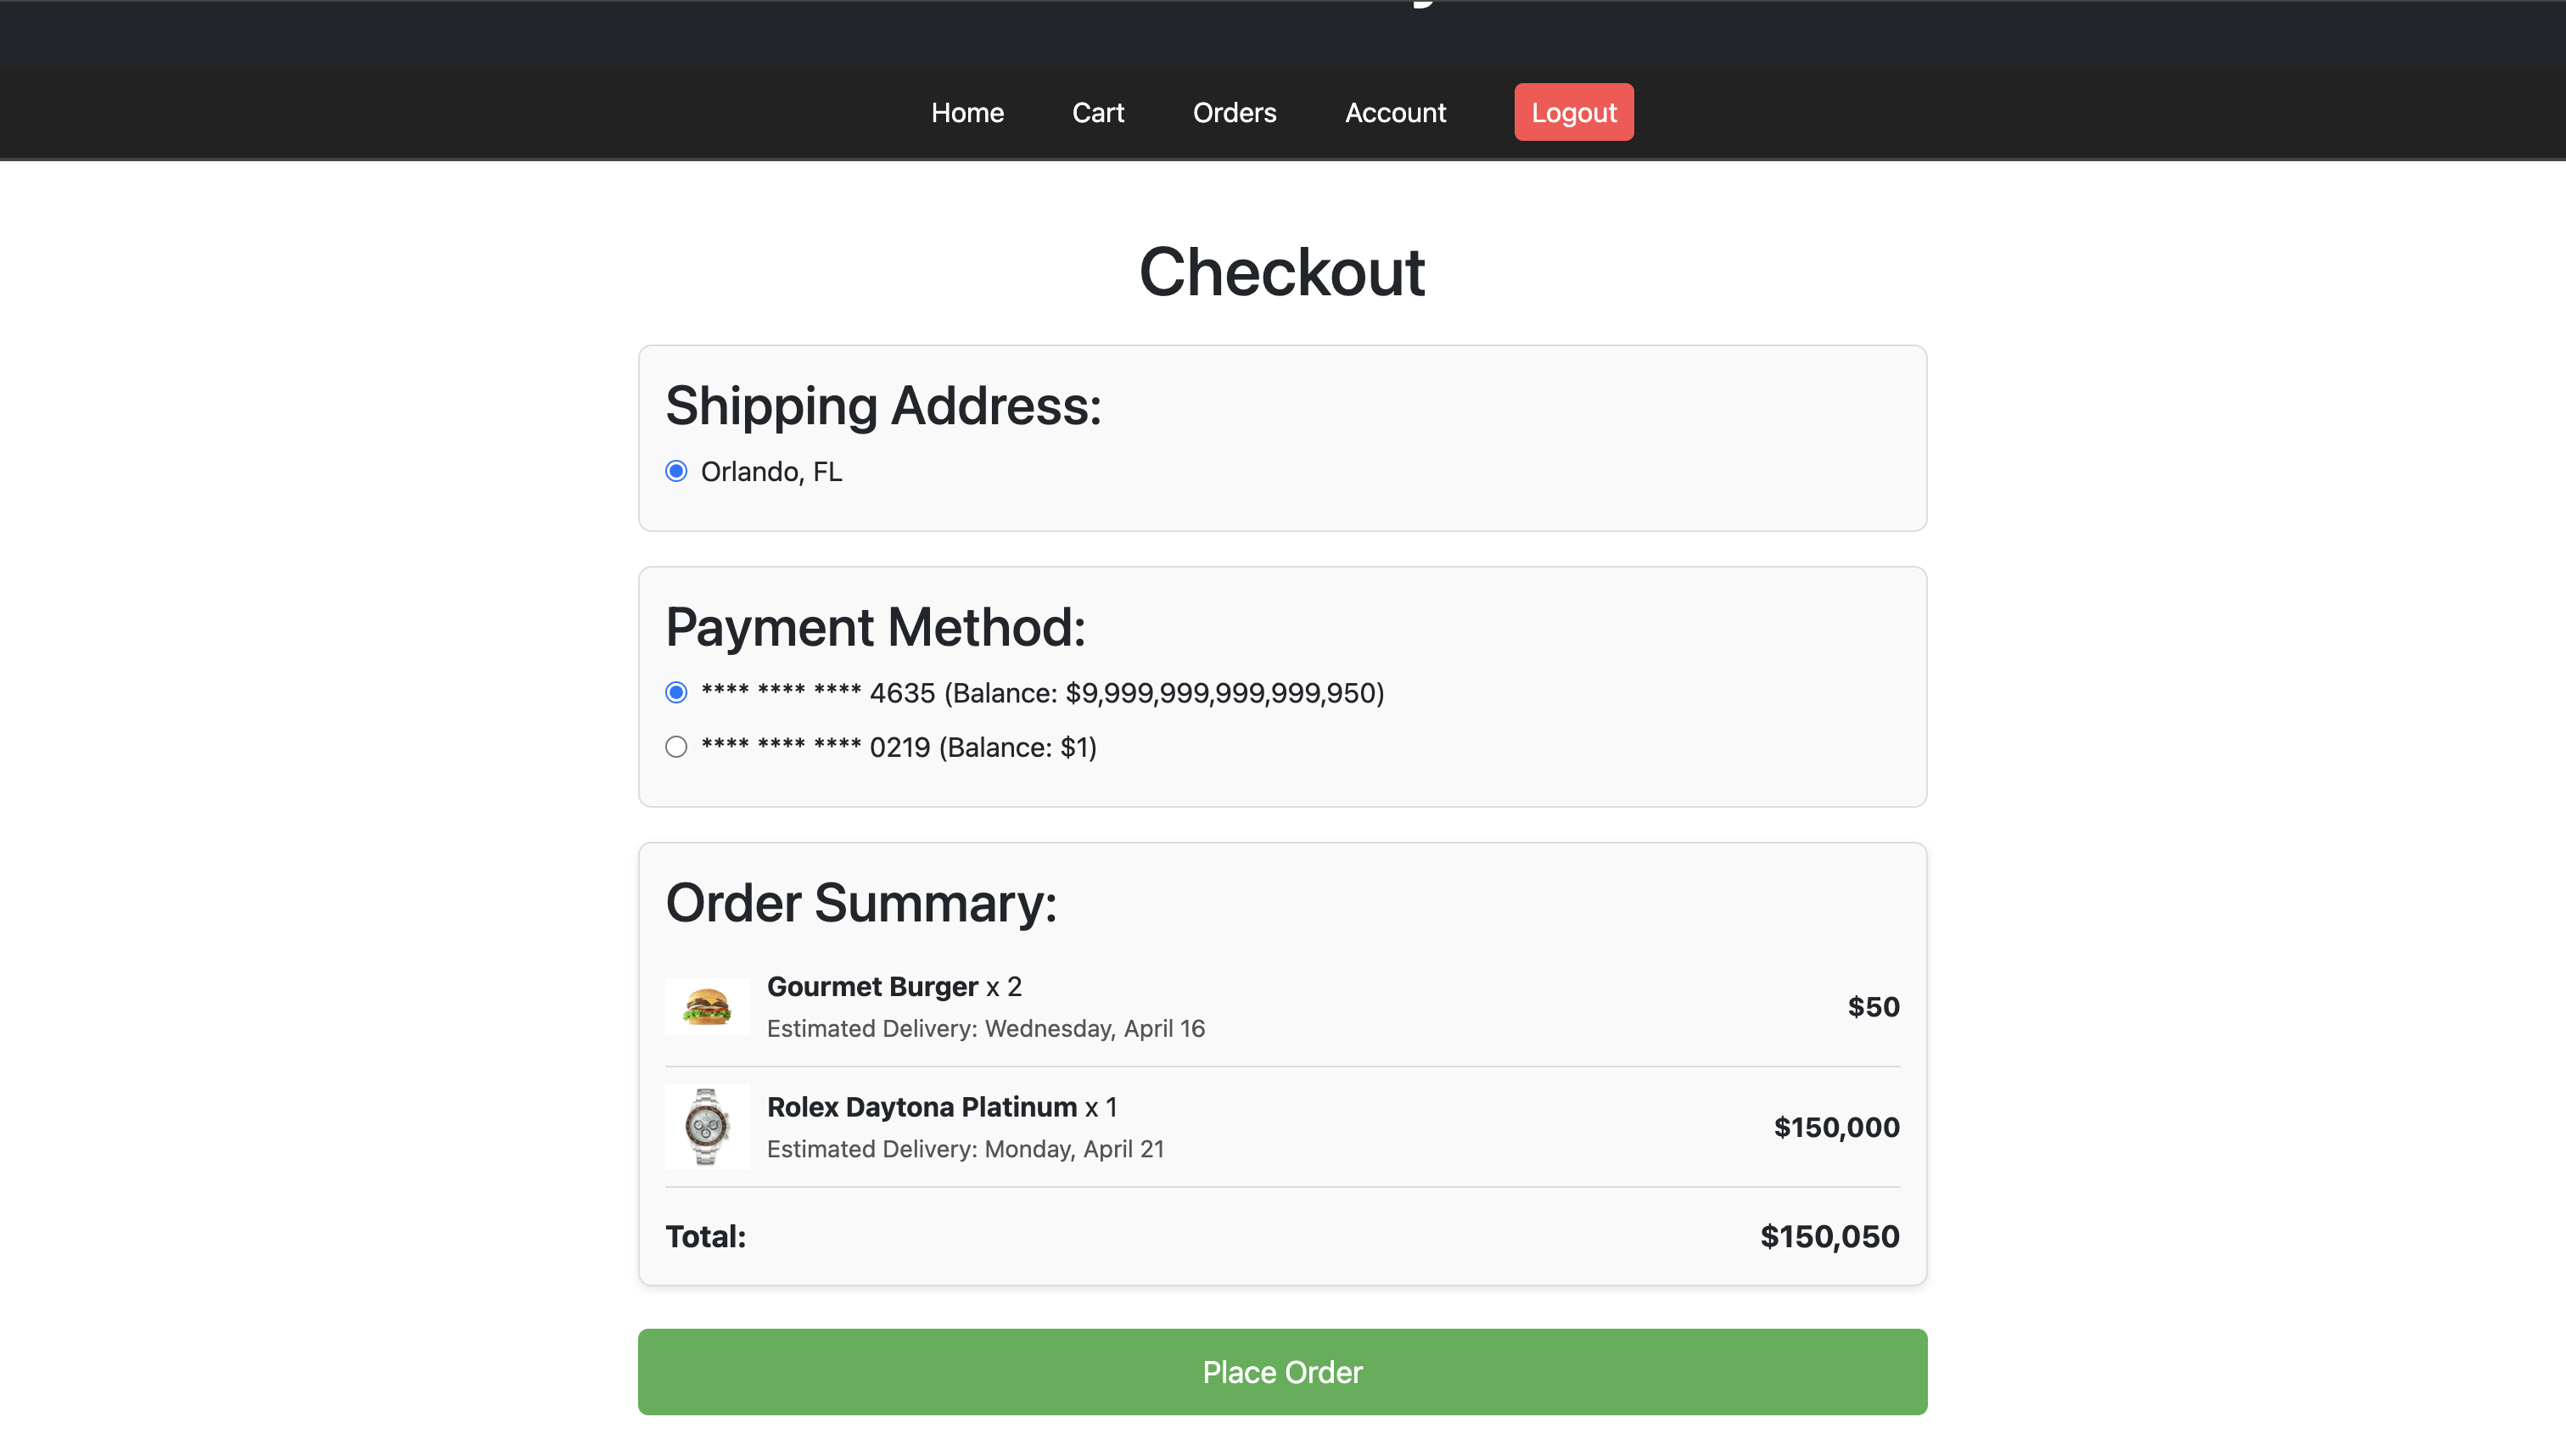 Home Cart Orders Account Logout
Checkout
Shipping Address:
Orlando, FL
Payment Method:
**** **** **** 4635 (Balance: $9,999,999,999,999,950)
**** **** **** 0219 (Balance: $1)
Order Summary:
Gourmet Burger x 2
Estimated Delivery: Wednesday, April 16
$50
Rolex Daytona Platinum x 1
Estimated Delivery: Monday, April 21
$150,000
Total: $150,050
Place Order